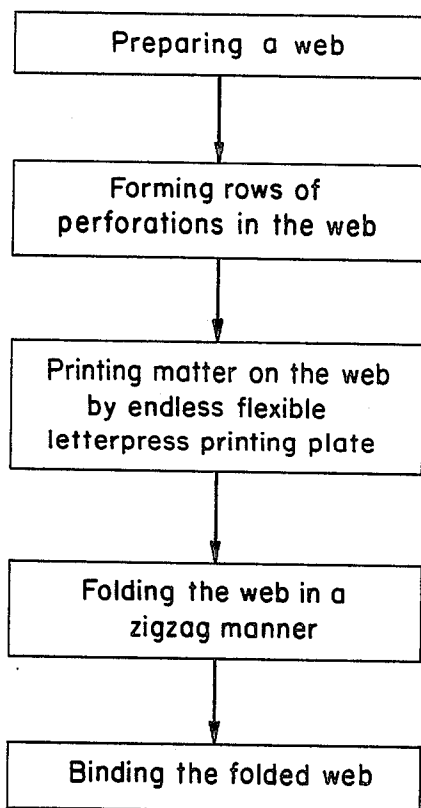 Preparing a web
Forming rows of
perforations in the web
Printing matter on the web
by endless flexible
letterpress printing plate
Folding the web in a
zigzag manner
Binding the folded web